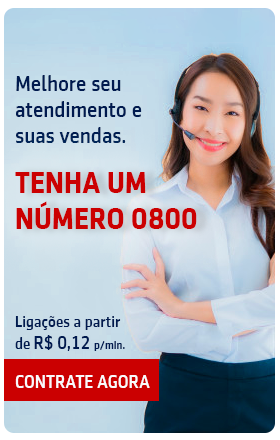 Melhore seu
atendimento e
suas vendas.
TENHA UM
NÚMERO 0800
Ligações a partir
de R$ 0,12 p/min.
CONTRATE AGORA